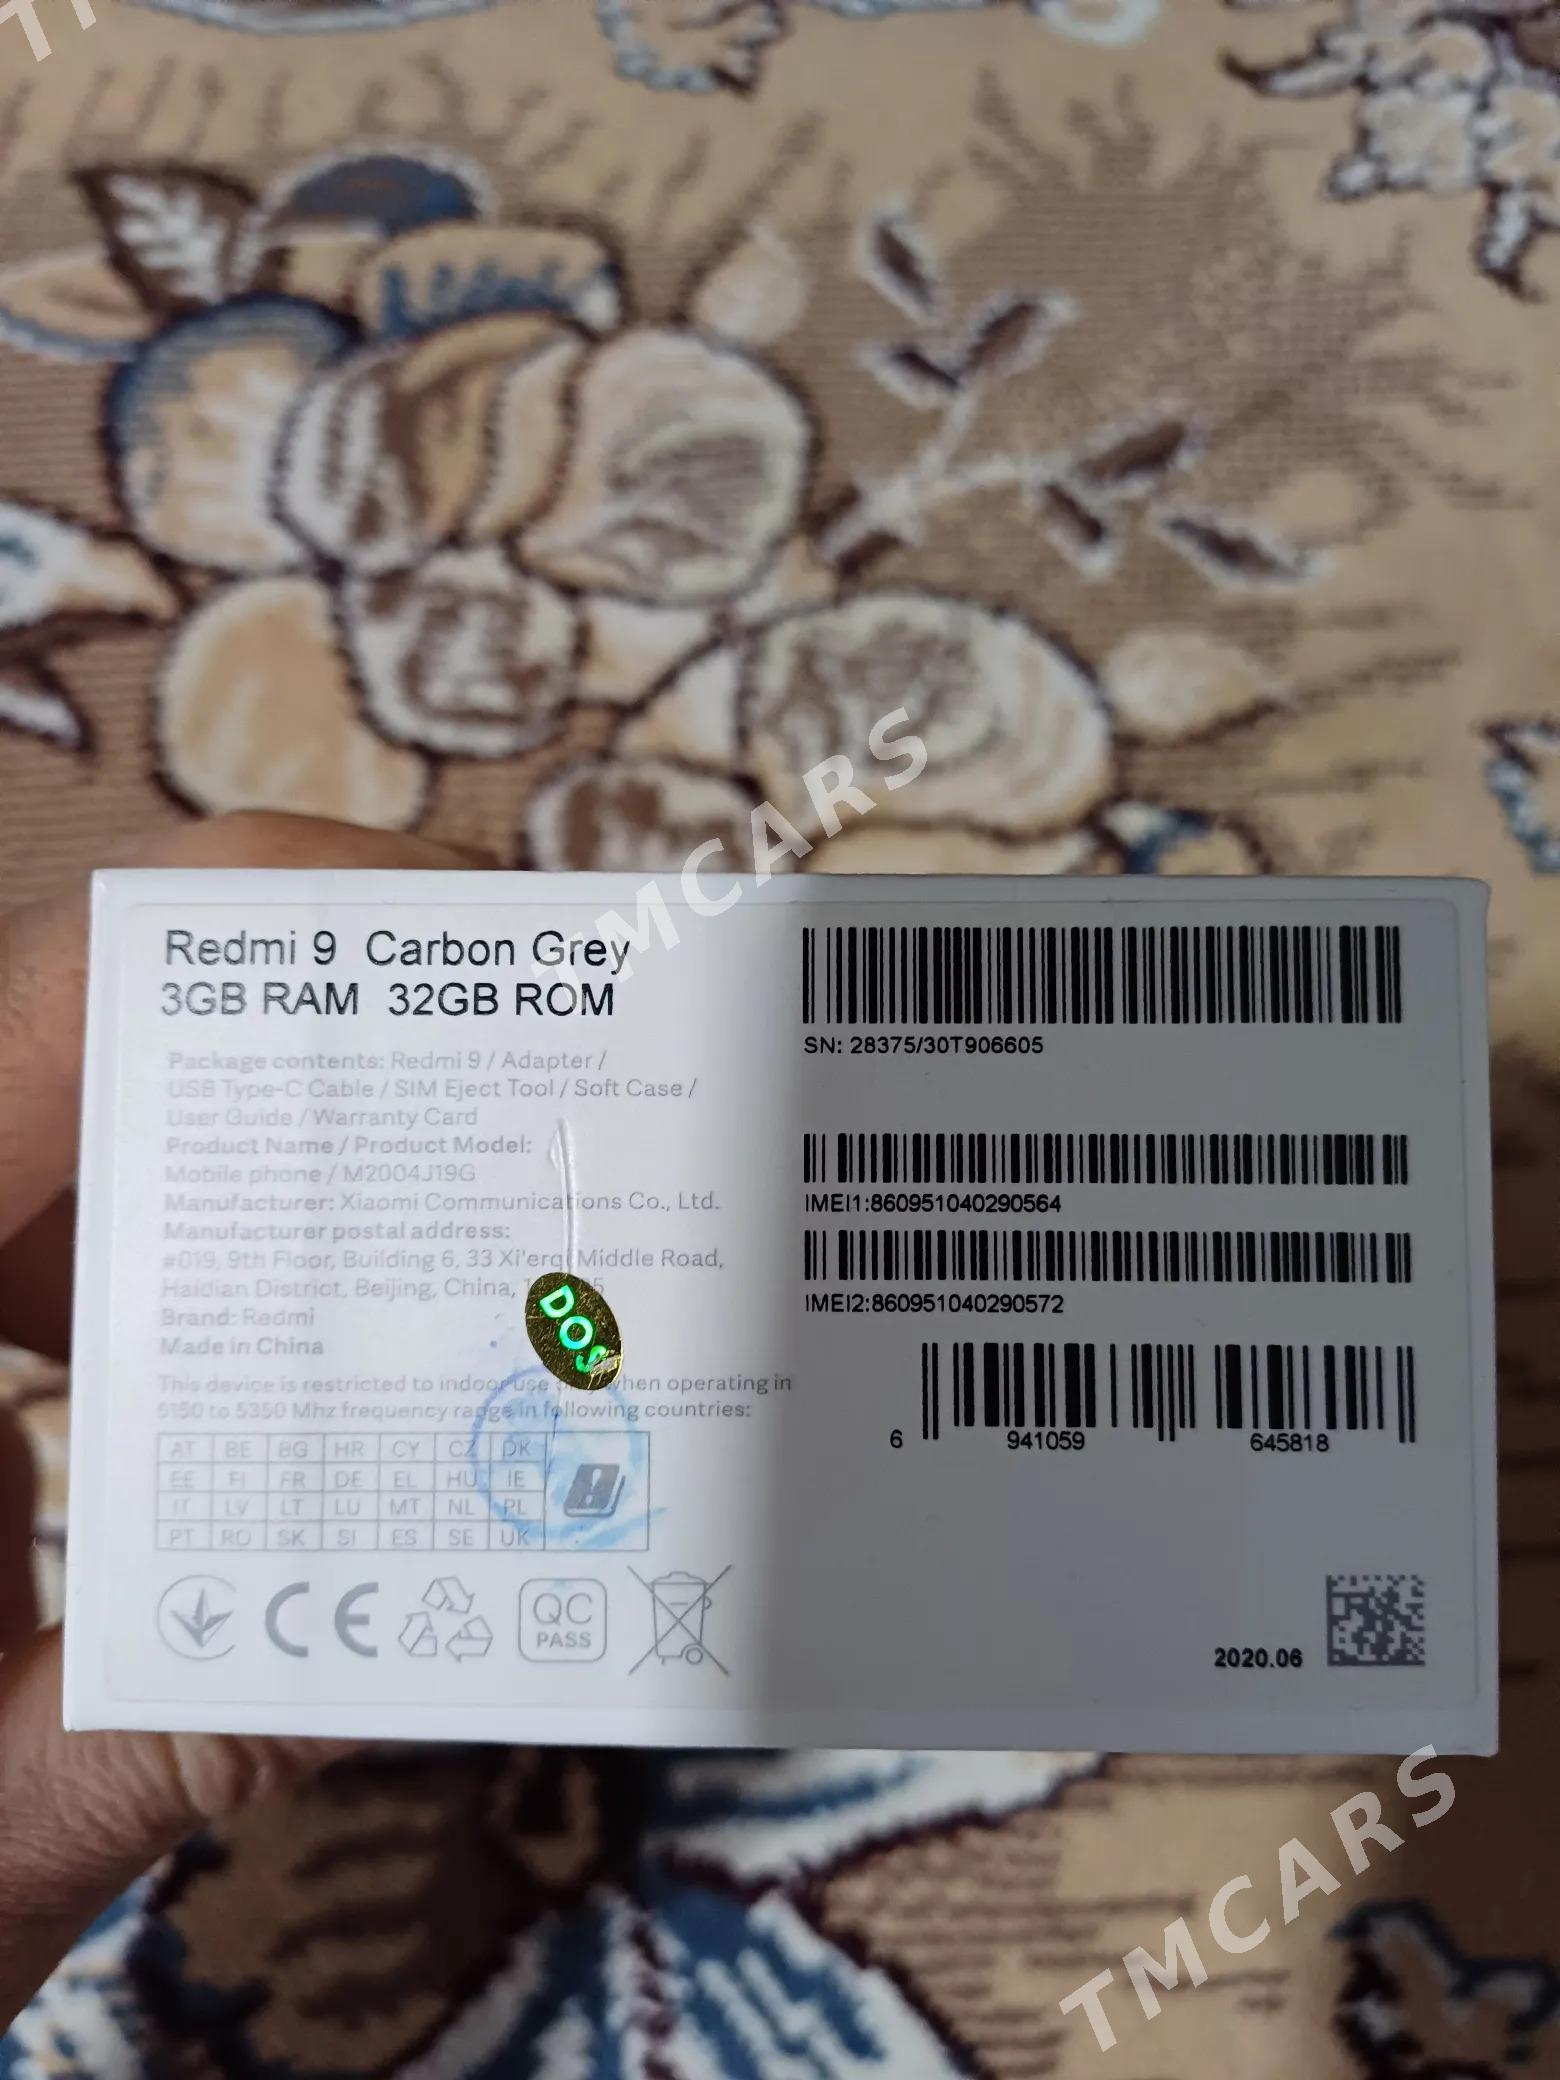 Redmi 9 Carbon Grey
3GB RAM 32GB ROM
Package contents: Redmi 9 / Adapter /
USB Type-C Cable / SIM Eject Tool / Soft Case /
User Guide / Warranty Card
Product Name / Product Model:
Mobile phone / M2004J19G
Manufacturer: Xiaomi Communications Co., Ltd.
Manufacturer postal address:
#019, 9th Floor, Building 6, 33 Xi'erqi Middle Road,
Haidian District, Beijing, China,
Brand: Redmi
Made in China
This device is restricted to indoor use when operating in
5150 to 5350 Mhz frequency range in following countries:
AT BE BG HR CY CZ DK
EE FI FR DE EL HU IE
IT LV LT LU MT NL PL
PT RO SK SI ES SE UK
CE
QC
PASS
DOS
SN: 28375/30T906605
IMEI1:860951040290564
IMEI2:860951040290572
6 941059 645818
2020.06
TMCARS
TMCARS